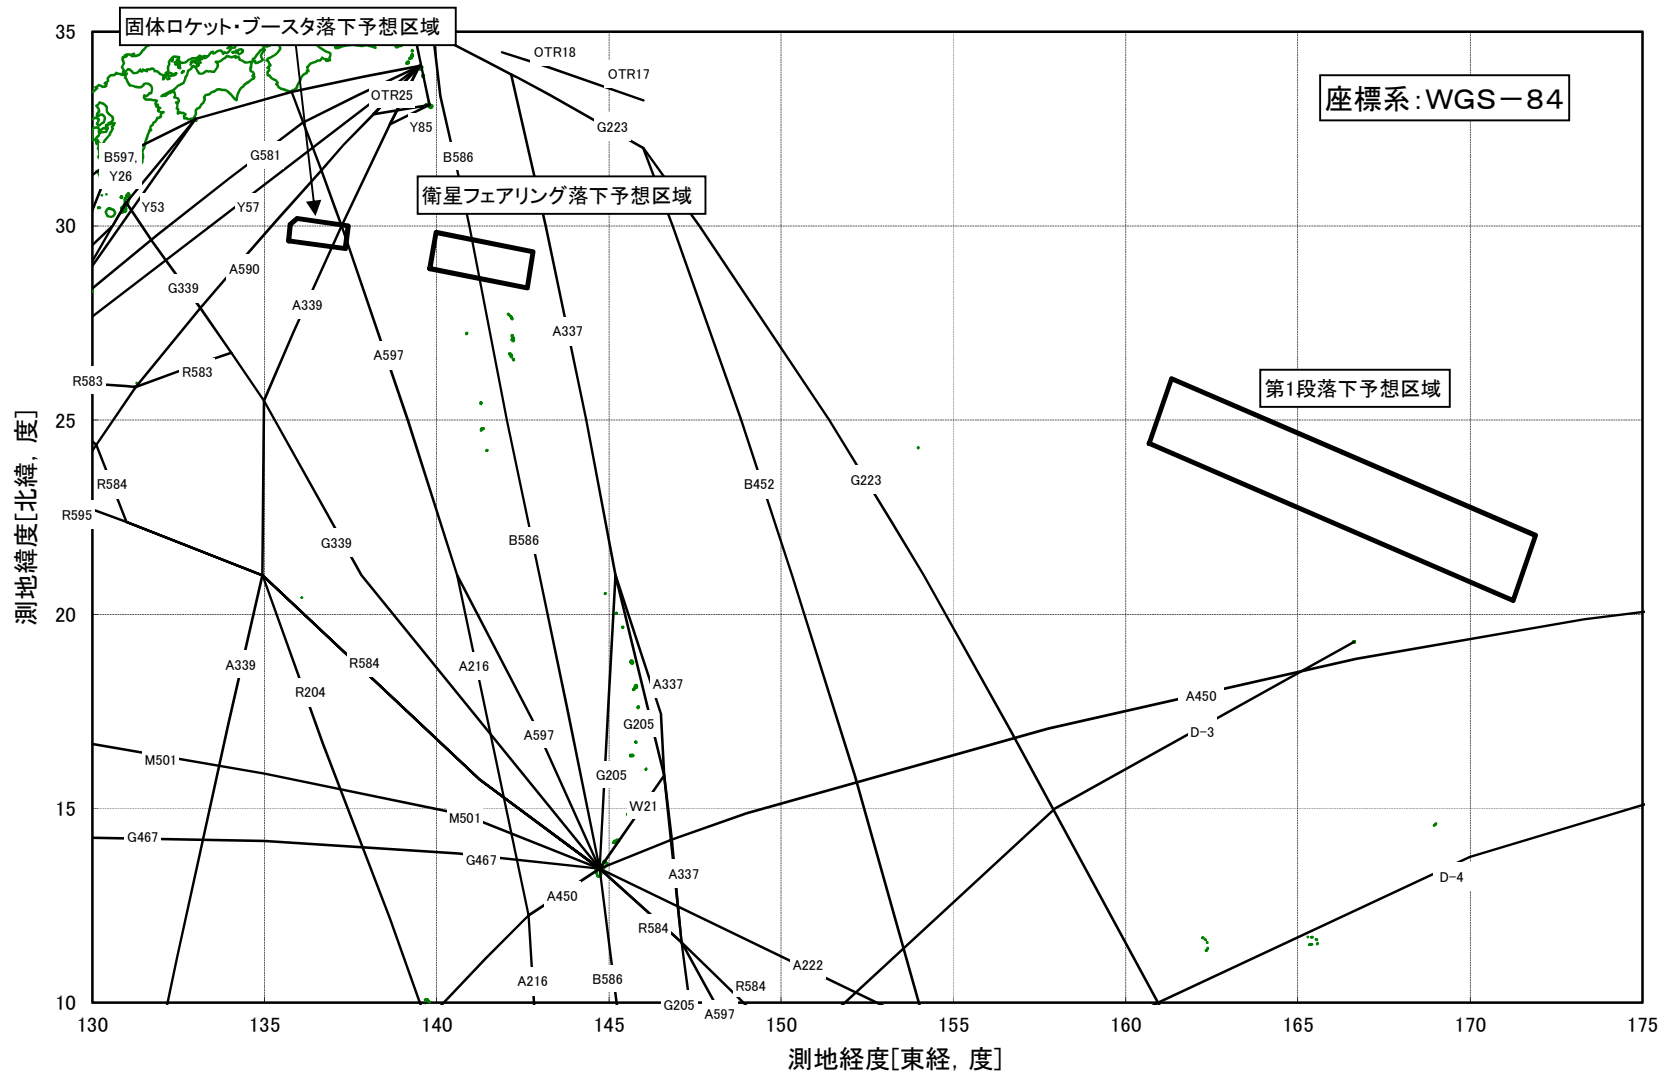 固体ロケット・ブースタ落下予想区域
座標系:WGS-84
衛星フェアリング落下予想区域
第1段落下予想区域
測地緯度[北緯, 度]
35
30
25
20
15
10
OTR18
OTR17
OTR25
Y85
G223
B597,
Y26
G581
B586
Y53
Y57
A590
G339
A339
A337
A597
R583
R583
R584
R595
B452
G223
G339
B586
A339
R584
R204
A216
A337
G205
A597
A450
D-3
M501
G205
W21
M501
G467
G467
A337
A450
D-4
R584
A222
A216
B586
R584
G205
A597
130
135
140
145
150
155
160
165
170
175
測地経度[東経, 度]